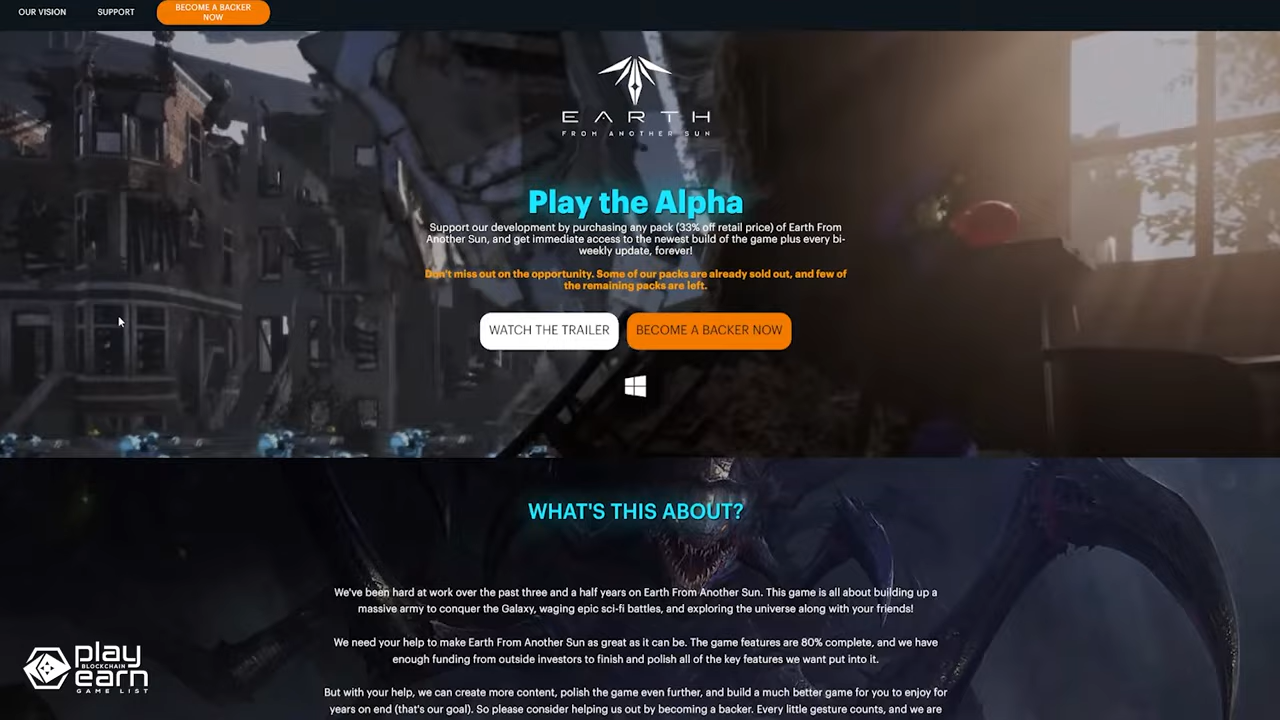 OUR VISION
SUPPORT
BECOME A BACKER
NOW
EARTH
FROM ANOTHER SUN
Play the Alpha
Support our development by purchasing any pack (33% off retail price) of Earth From
Another Sun, and get immediate access to the newest build of the game plus every bi-
weekly update, forever!
Don't miss out on the opportunity. Some of our packs are already sold out, and few of
the remaining packs are left.
WATCH THE TRAILER
BECOME A BACKER NOW
WHAT'S THIS ABOUT?
We've been hard at work over the past three and a half years on Earth From Another Sun. This game is all about building up a
massive army to conquer the Galaxy, waging epic sci-fi battles, and exploring the universe along with your friends!
We need your help to make Earth From Another Sun as great as it can be. The game features are 80% complete, and we have
enough funding from outside investors to finish and polish all of the key features we want put into it.
But with your help, we can create more content, polish the game even further, and build a much better game for you to enjoy for
years on end (that's our goal). So please consider helping us out by becoming a backer. Every little gesture counts, and we are
play
BLOCKCHAIN
earn
GAME LIST